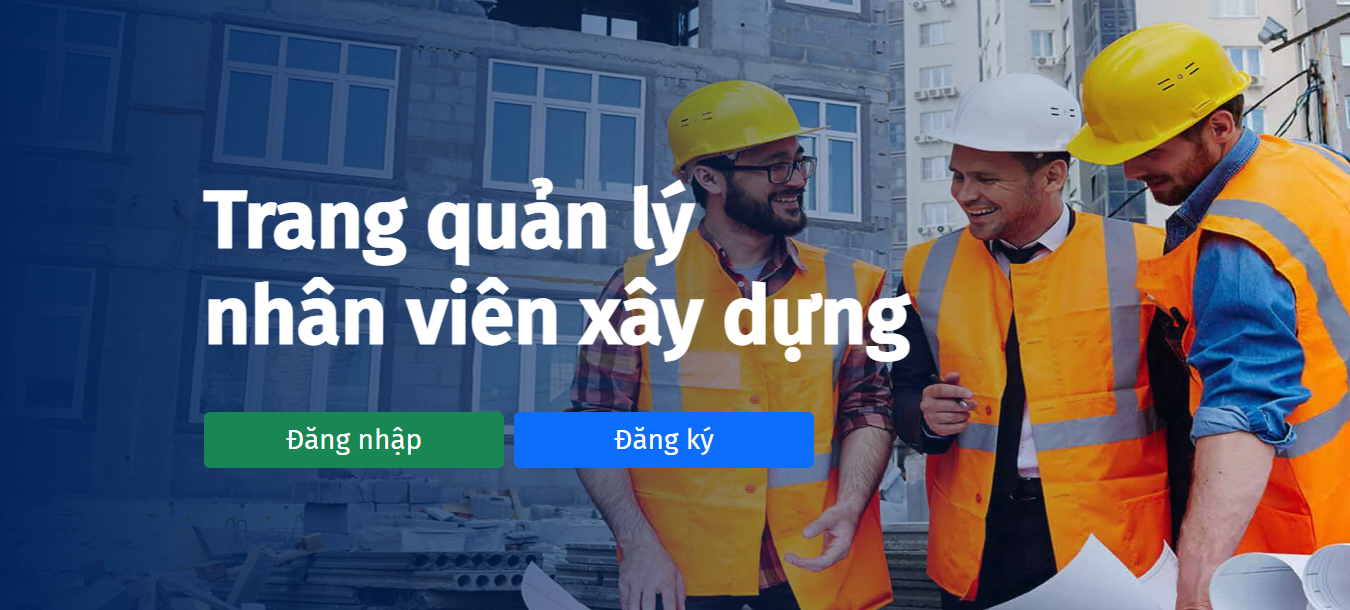 Trang quản lý
nhân viên xây dựng
Đăng nhập
Đăng ký